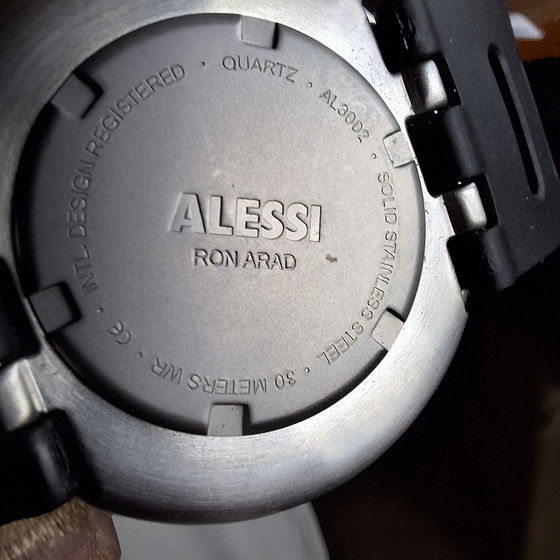 ALESSI
RON ARAD
INTL. DESIGN REGISTERED · QUARTZ · AL3002 · SOLID STAINLESS STEEL · 30 METERS WR · CE ·